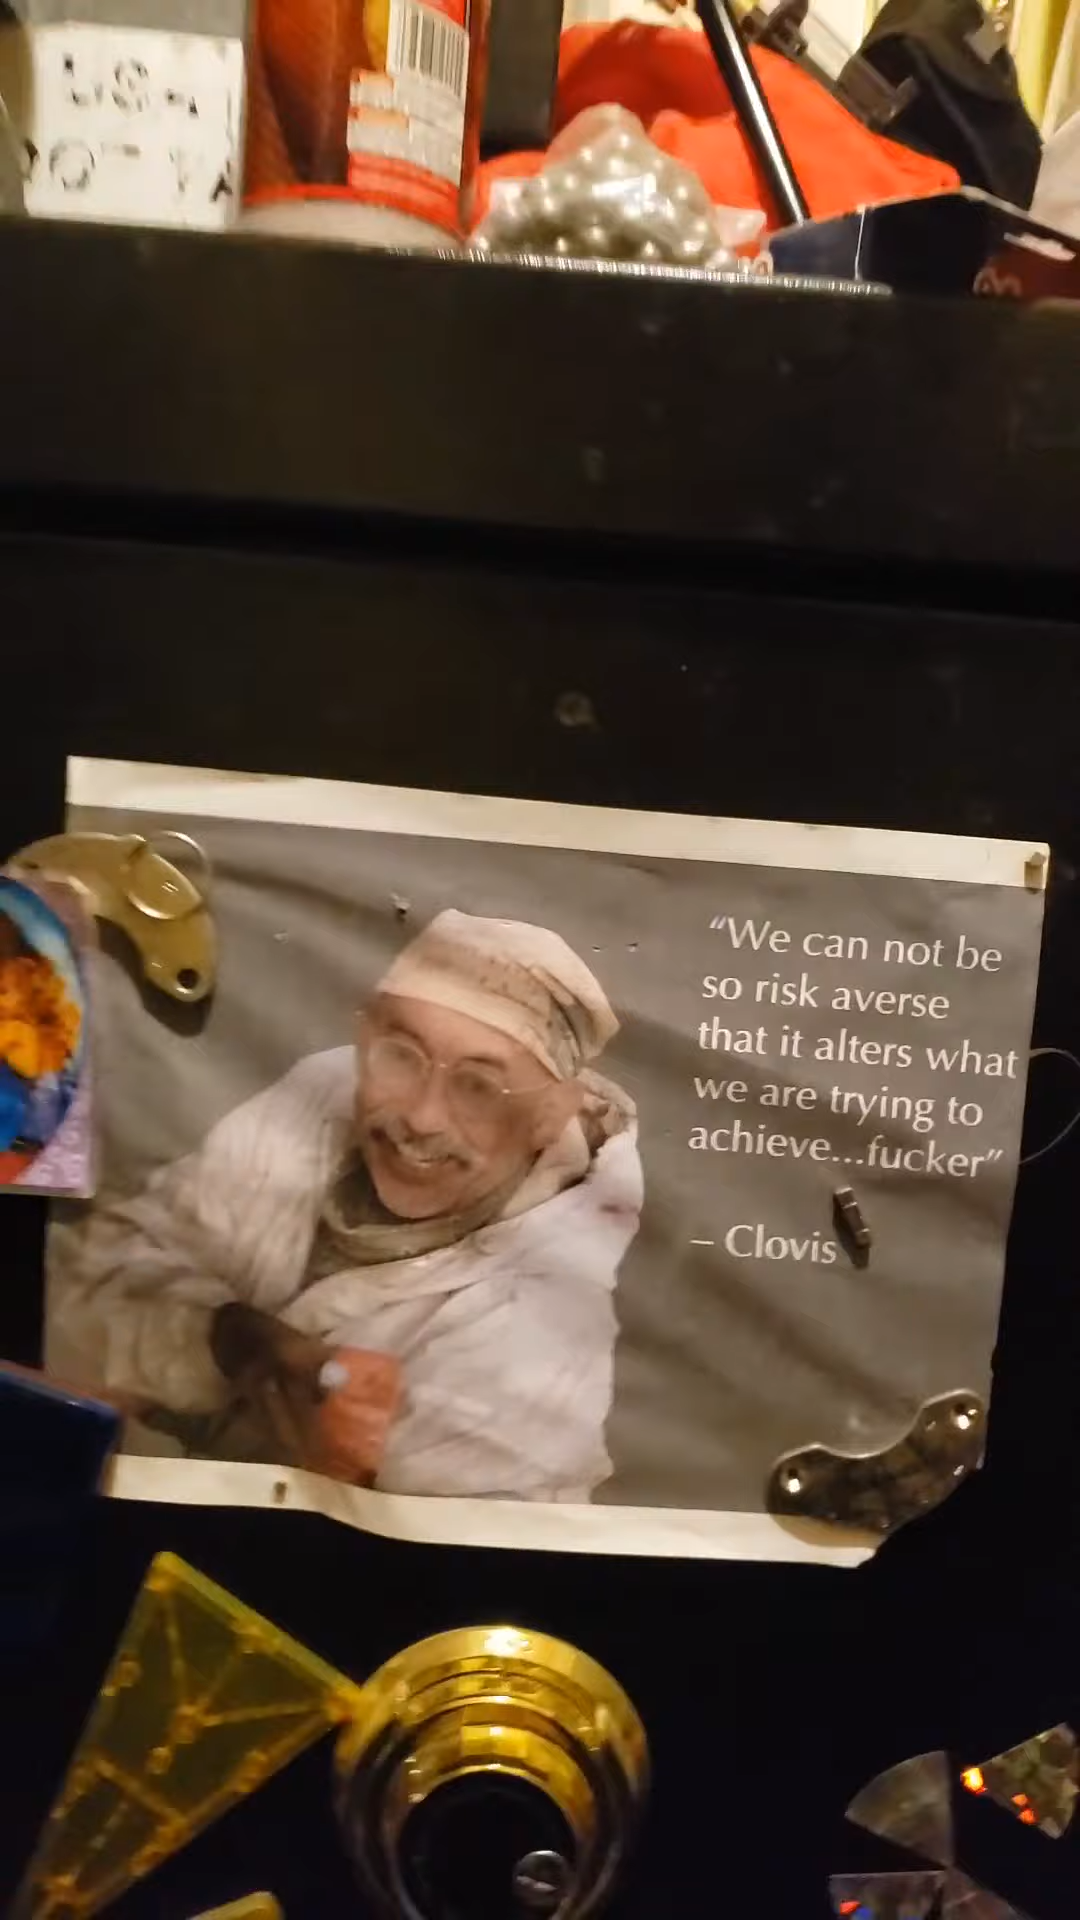 “We can not be
so risk averse
that it alters what
we are trying to
achieve...fucker”
– Clovis